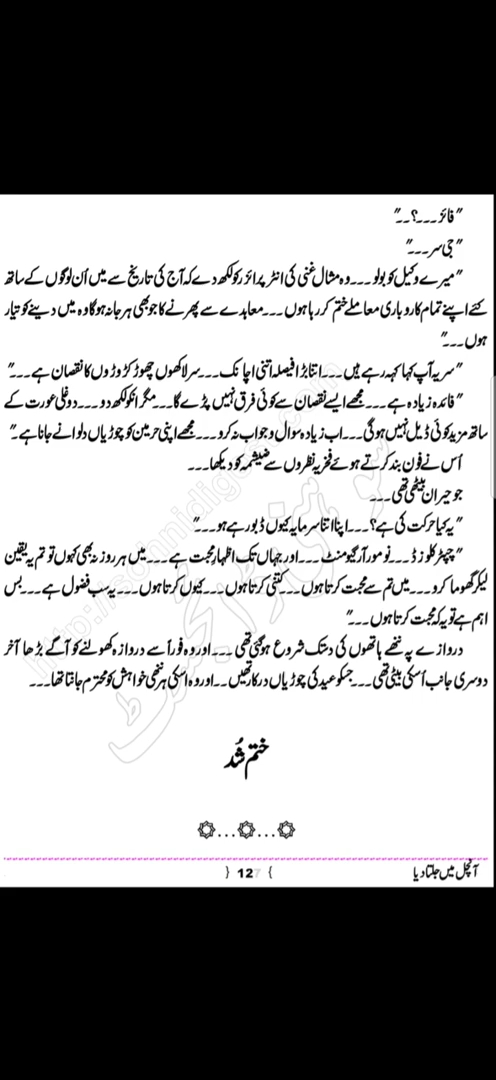 "فائز۔۔۔؟۔۔"
"جی سر۔۔۔"
"میرے وکیل کو بولو۔۔۔وہ مشال غنی کی انٹرپرائز کو لکھ دے کہ آج کی تاریخ سے میں اُن لوگوں کے ساتھ
کئے اپنے تمام کاروباری معاملے ختم کر رہا ہوں۔۔۔معاہدے سے پھرنے کا جو بھی ہرجانہ ہوگا وہ میں دینے کو تیار
ہوں۔۔۔"
"سر یہ آپ کیا کہہ رہے ہیں۔۔۔اتنا بڑا فیصلہ اتنی اچانک۔۔۔سر لاکھوں چھوڑ کروڑوں کا نقصان ہے۔۔۔"
"فائدہ زیادہ ہے۔۔۔مجھے ایسے نقصان سے کوئی فرق نہیں پڑے گا۔۔۔مگر انکو لکھ دو۔۔۔دوغلی عورت کے
ساتھ مزید کوئی ڈیل نہیں ہوگی۔۔۔اب زیادہ سوال و جواب نہ کرو۔۔۔مجھے اپنی حرمین کو چوڑیاں دلوانے جانا ہے۔"
اُس نے فون بند کرتے ہوئے فخریہ نظروں سے ضیشمہ کو دیکھا۔۔۔
جو حیران بیٹھی تھی۔۔۔
"یہ کیا حرکت کی ہے؟۔۔۔اپنا اتنا سرمایہ کیوں ڈبو رہے ہو۔۔۔"
"چیپٹر کلوزڈ۔۔۔نو مور آرگیومنٹ۔۔۔اور جہاں تک اظہارِ محبت ہے۔۔۔میں ہر روز نہ بھی کہوں تو تم یہ یقین
لیکر گھوما کرو۔۔۔میں تم سے محبت کرتا ہوں۔۔۔کتنی کرتا ہوں۔۔۔کیوں کرتا ہوں۔۔۔یہ سب فضول ہے۔۔۔بس
اہم ہے تو یہ کہ محبت کرتا ہوں۔۔۔"
دروازے پہ ننھے ہاتھوں کی دستک شروع ہوگئی تھی۔۔۔اور وہ فوراً سے دروازہ کھولنے کو آگے بڑھا آخر
دوسری جانب اُسکی بیٹی تھی۔۔۔جسکو عید کی چوڑیاں درکار تھیں۔۔اور وہ اسکی ہر ننھی خواہش کو محترم جانتا تھا۔۔۔
ختم شُد
آنچل میں جلتا دیا
} 127 {